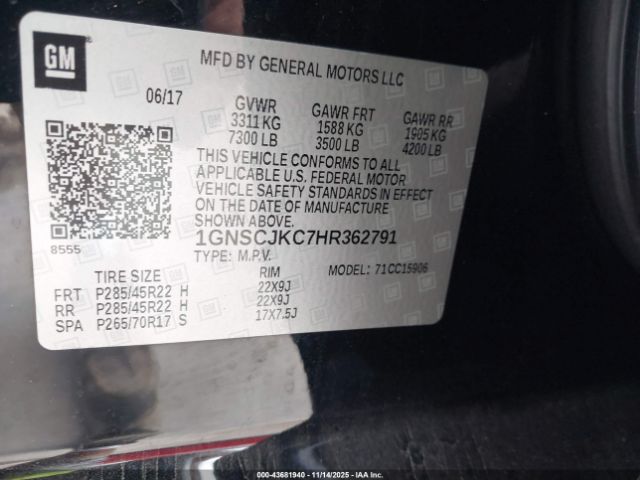 GM
MFD BY GENERAL MOTORS LLC
06/17
GVWR GAWR FRT GAWR RR
3311 KG 1588 KG 1905 KG
7300 LB 3500 LB 4200 LB
THIS VEHICLE CONFORMS TO ALL
APPLICABLE U.S. FEDERAL MOTOR
VEHICLE SAFETY STANDARDS IN EFFECT
ON THE DATE OF MANUFACTURE
SHOWN ABOVE.
1GNSCJKC7HR362791
8555
TYPE: M.P.V. MODEL: 71CC15906
TIRE SIZE RIM
FRT P285/45R22 H 22X9J
RR P285/45R22 H 22X9J
SPA P265/70R17 S 17X7.5J
000-43681940 - 11/14/2025 - IAA Inc.